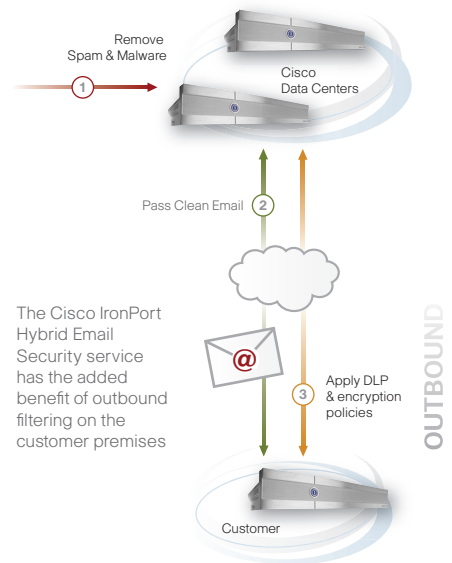 Remove
Spam & Malware
1
Cisco
Data Centers
Pass Clean Email
2
The Cisco IronPort
Hybrid Email
Security service
has the added
benefit of outbound
filtering on the
customer premises
@
3
Apply DLP
& encryption
policies
OUTBOUND
Customer